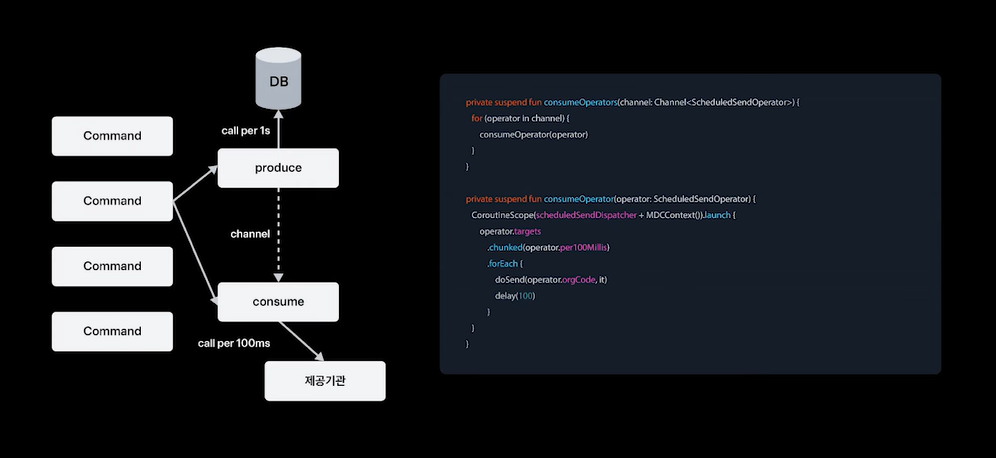 DB
call per 1s
Command
produce
Command
channel
Command
consume
Command
call per 100ms
제공기관
private suspend fun consumeOperators(channel: Channel<ScheduledSendOperator>) {
for (operator in channel) {
consumeOperator(operator)
}
}
private suspend fun consumeOperator(operator: ScheduledSendOperator) {
CoroutineScope(scheduledSendDispatcher + MDCContext()).launch {
operator.targets
.chunked(operator.per100Millis)
.forEach {
doSend(operator.orgCode, it)
delay(100)
}
}
}